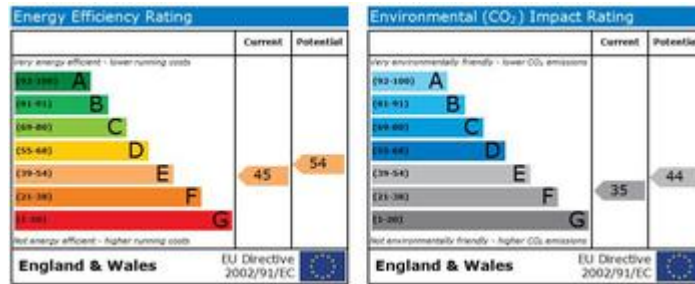 Energy Efficiency Rating
Current Potential
Very energy efficient - lower running costs
(92-100) A
(81-91) B
(69-80) C
(55-68) D
(39-54) E
(21-38) F
(1-20) G
45
54
Not energy efficient - higher running costs
England & Wales
EU Directive
2002/91/EC
Environmental (CO₂) Impact Rating
Current Potential
Very environmentally friendly - lower CO₂ emissions
(92-100) A
(81-91) B
(69-80) C
(55-68) D
(39-54) E
(21-38) F
(1-20) G
35
44
Not environmentally friendly - higher CO₂ emissions
England & Wales
EU Directive
2002/91/EC